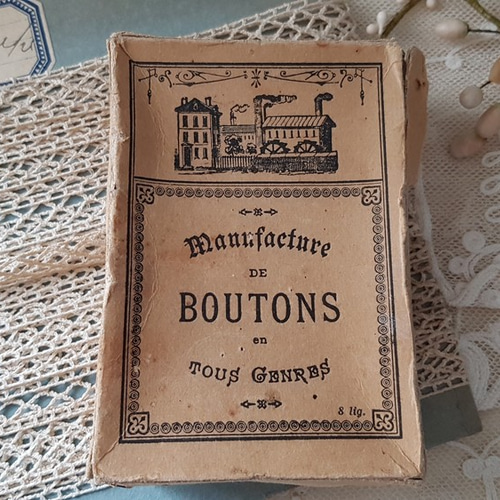 Manufacture
DE
BOUTONS
en
TOUS GENRES
8 lig.